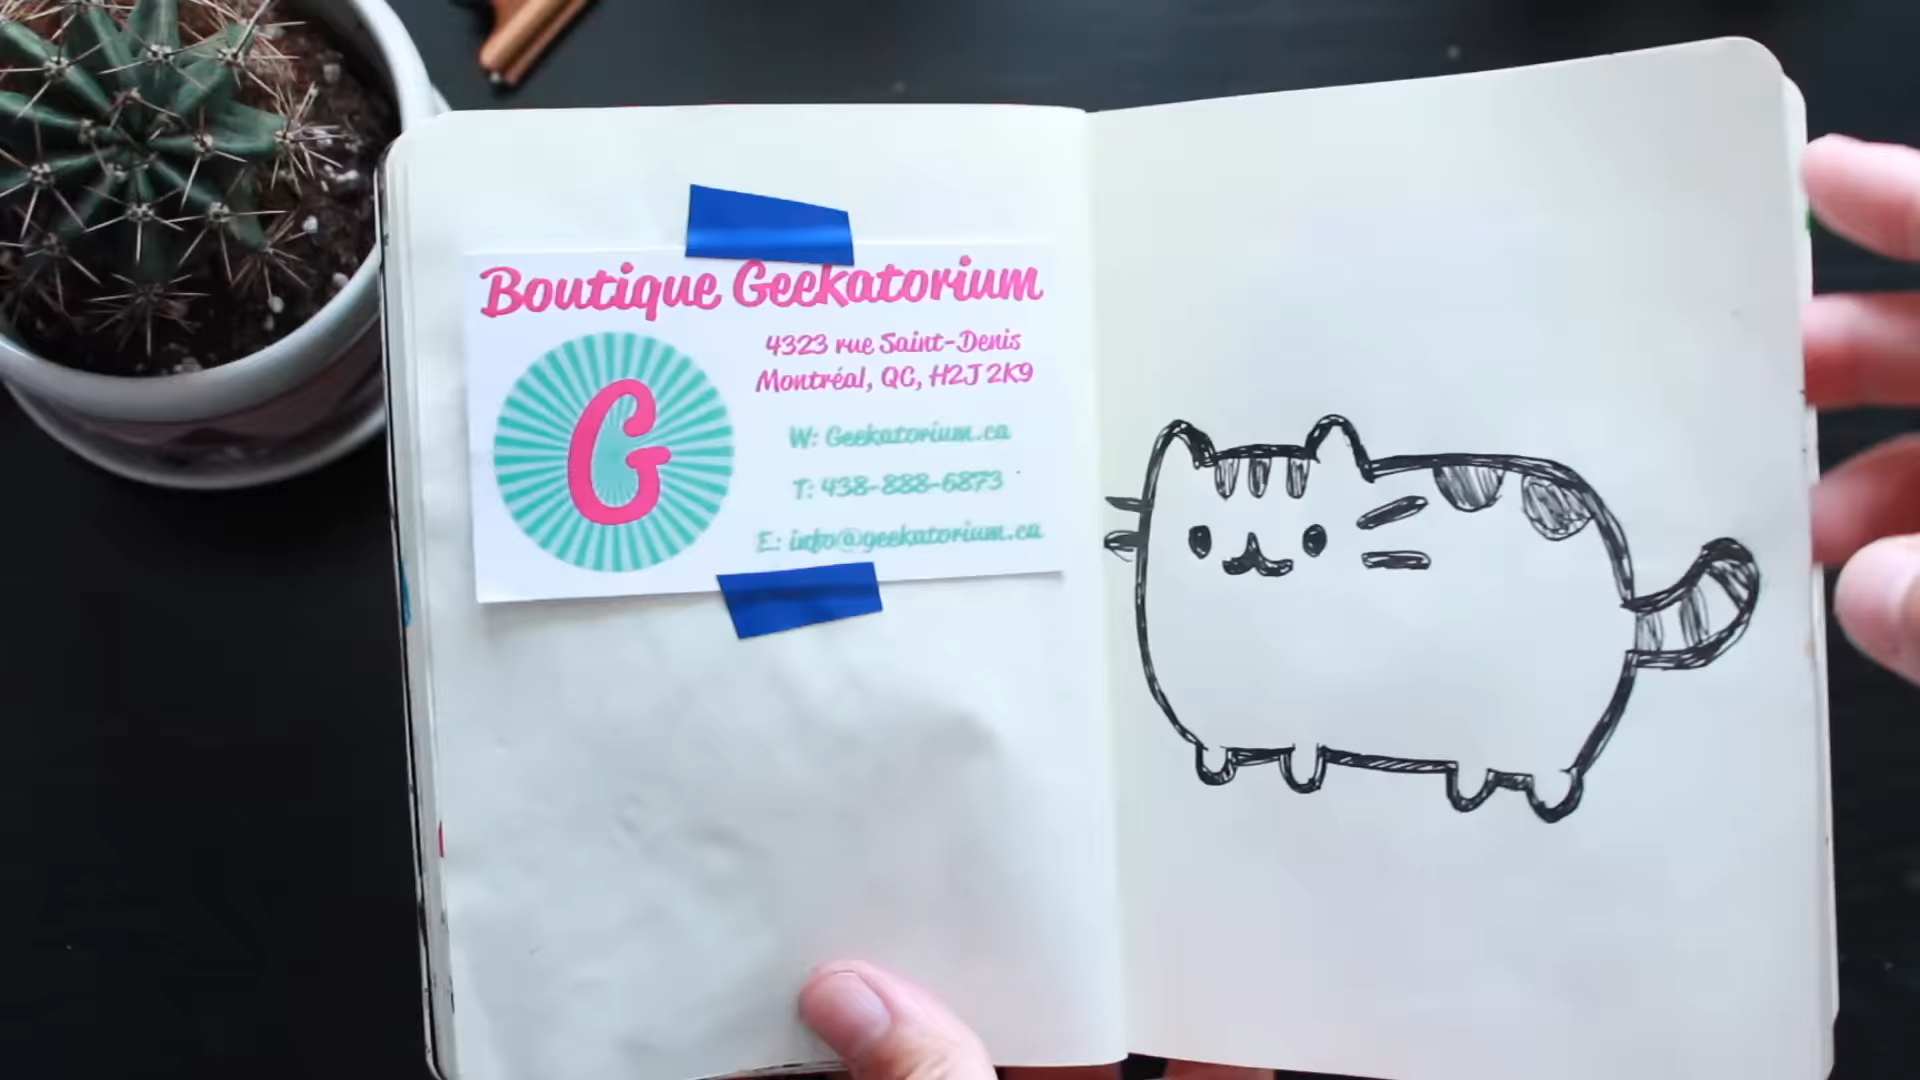 Boutique Geekatorium
G
4323 rue Saint-Denis
Montréal, QC, H2J 2K9
W: Geekatorium.ca
T: 438-888-6873
E: info@geekatorium.ca